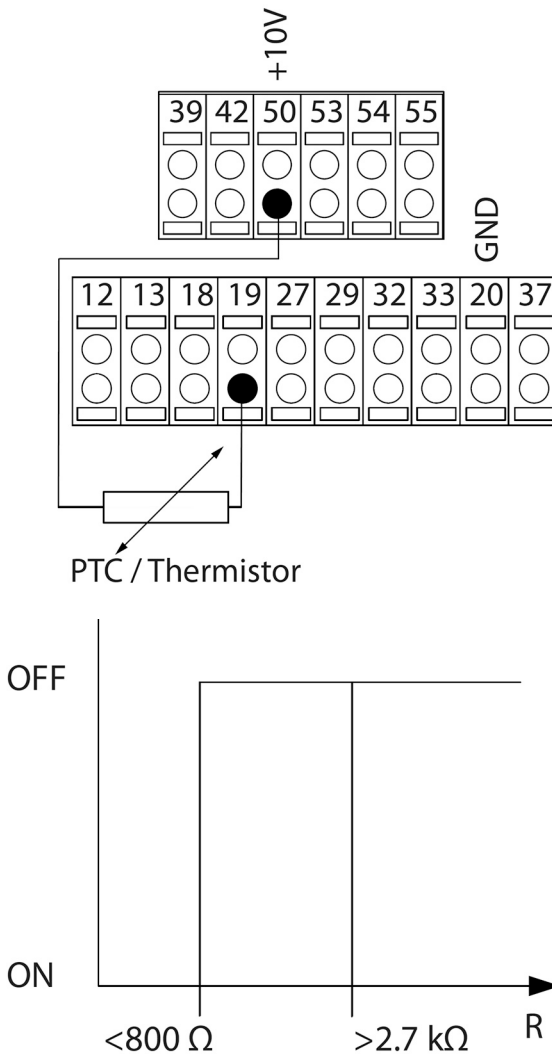 +10V
39 42 50 53 54 55
GND
12 13 18 19 27 29 32 33 20 37
PTC / Thermistor
OFF
ON
R
<800 Ω >2.7 kΩ